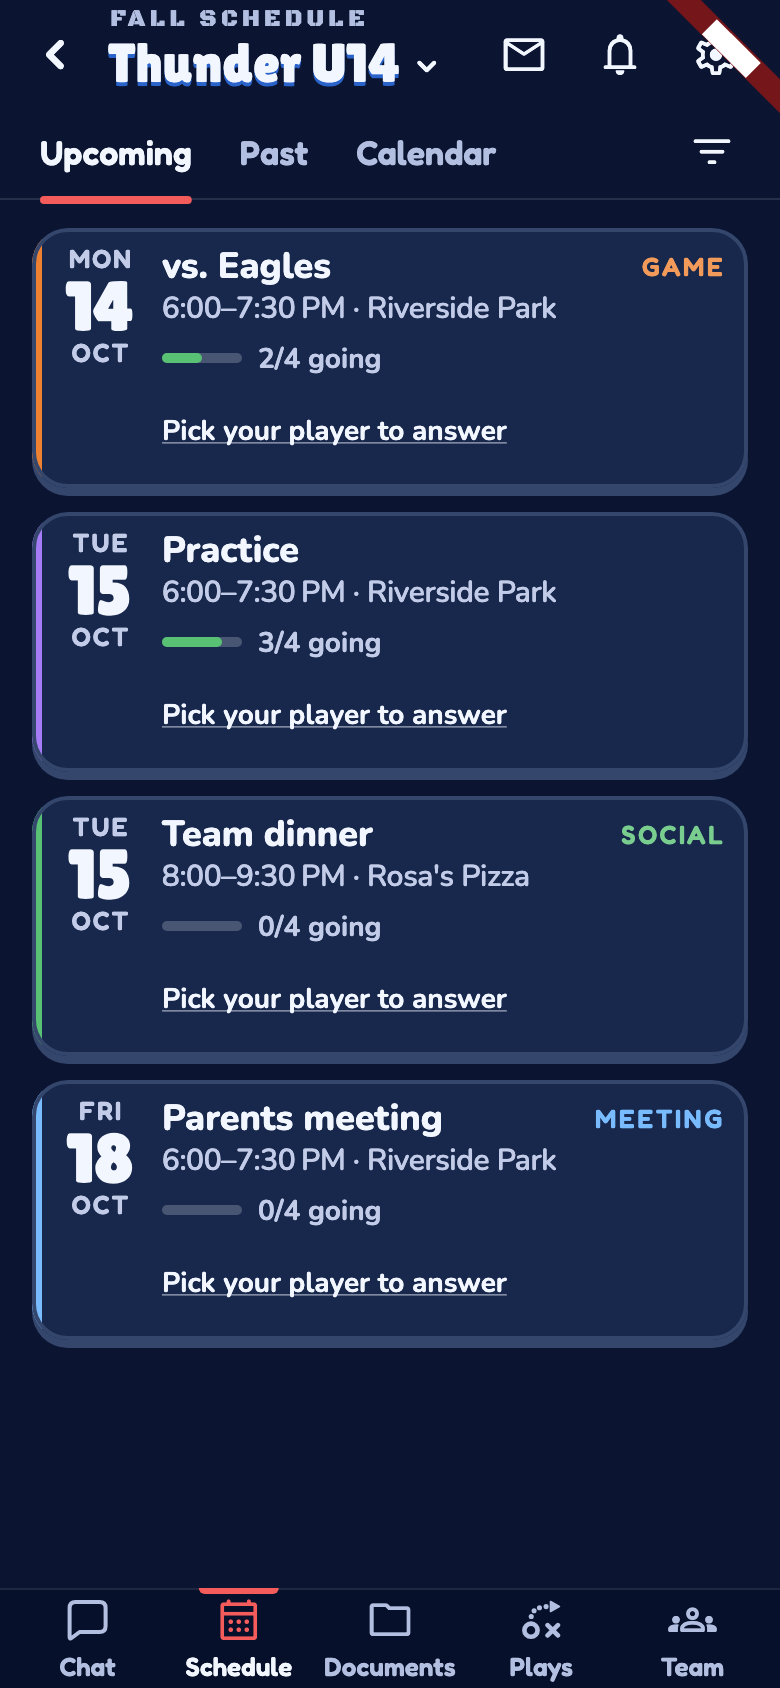 FALL SCHEDULE
Thunder U14
Upcoming
Past
Calendar
MON
14
OCT
vs. Eagles
GAME
6:00–7:30 PM · Riverside Park
2/4 going
Pick your player to answer
TUE
15
OCT
Practice
6:00–7:30 PM · Riverside Park
3/4 going
Pick your player to answer
TUE
15
OCT
Team dinner
SOCIAL
8:00–9:30 PM · Rosa's Pizza
0/4 going
Pick your player to answer
FRI
18
OCT
Parents meeting
MEETING
6:00–7:30 PM · Riverside Park
0/4 going
Pick your player to answer
Chat
Schedule
Documents
Plays
Team